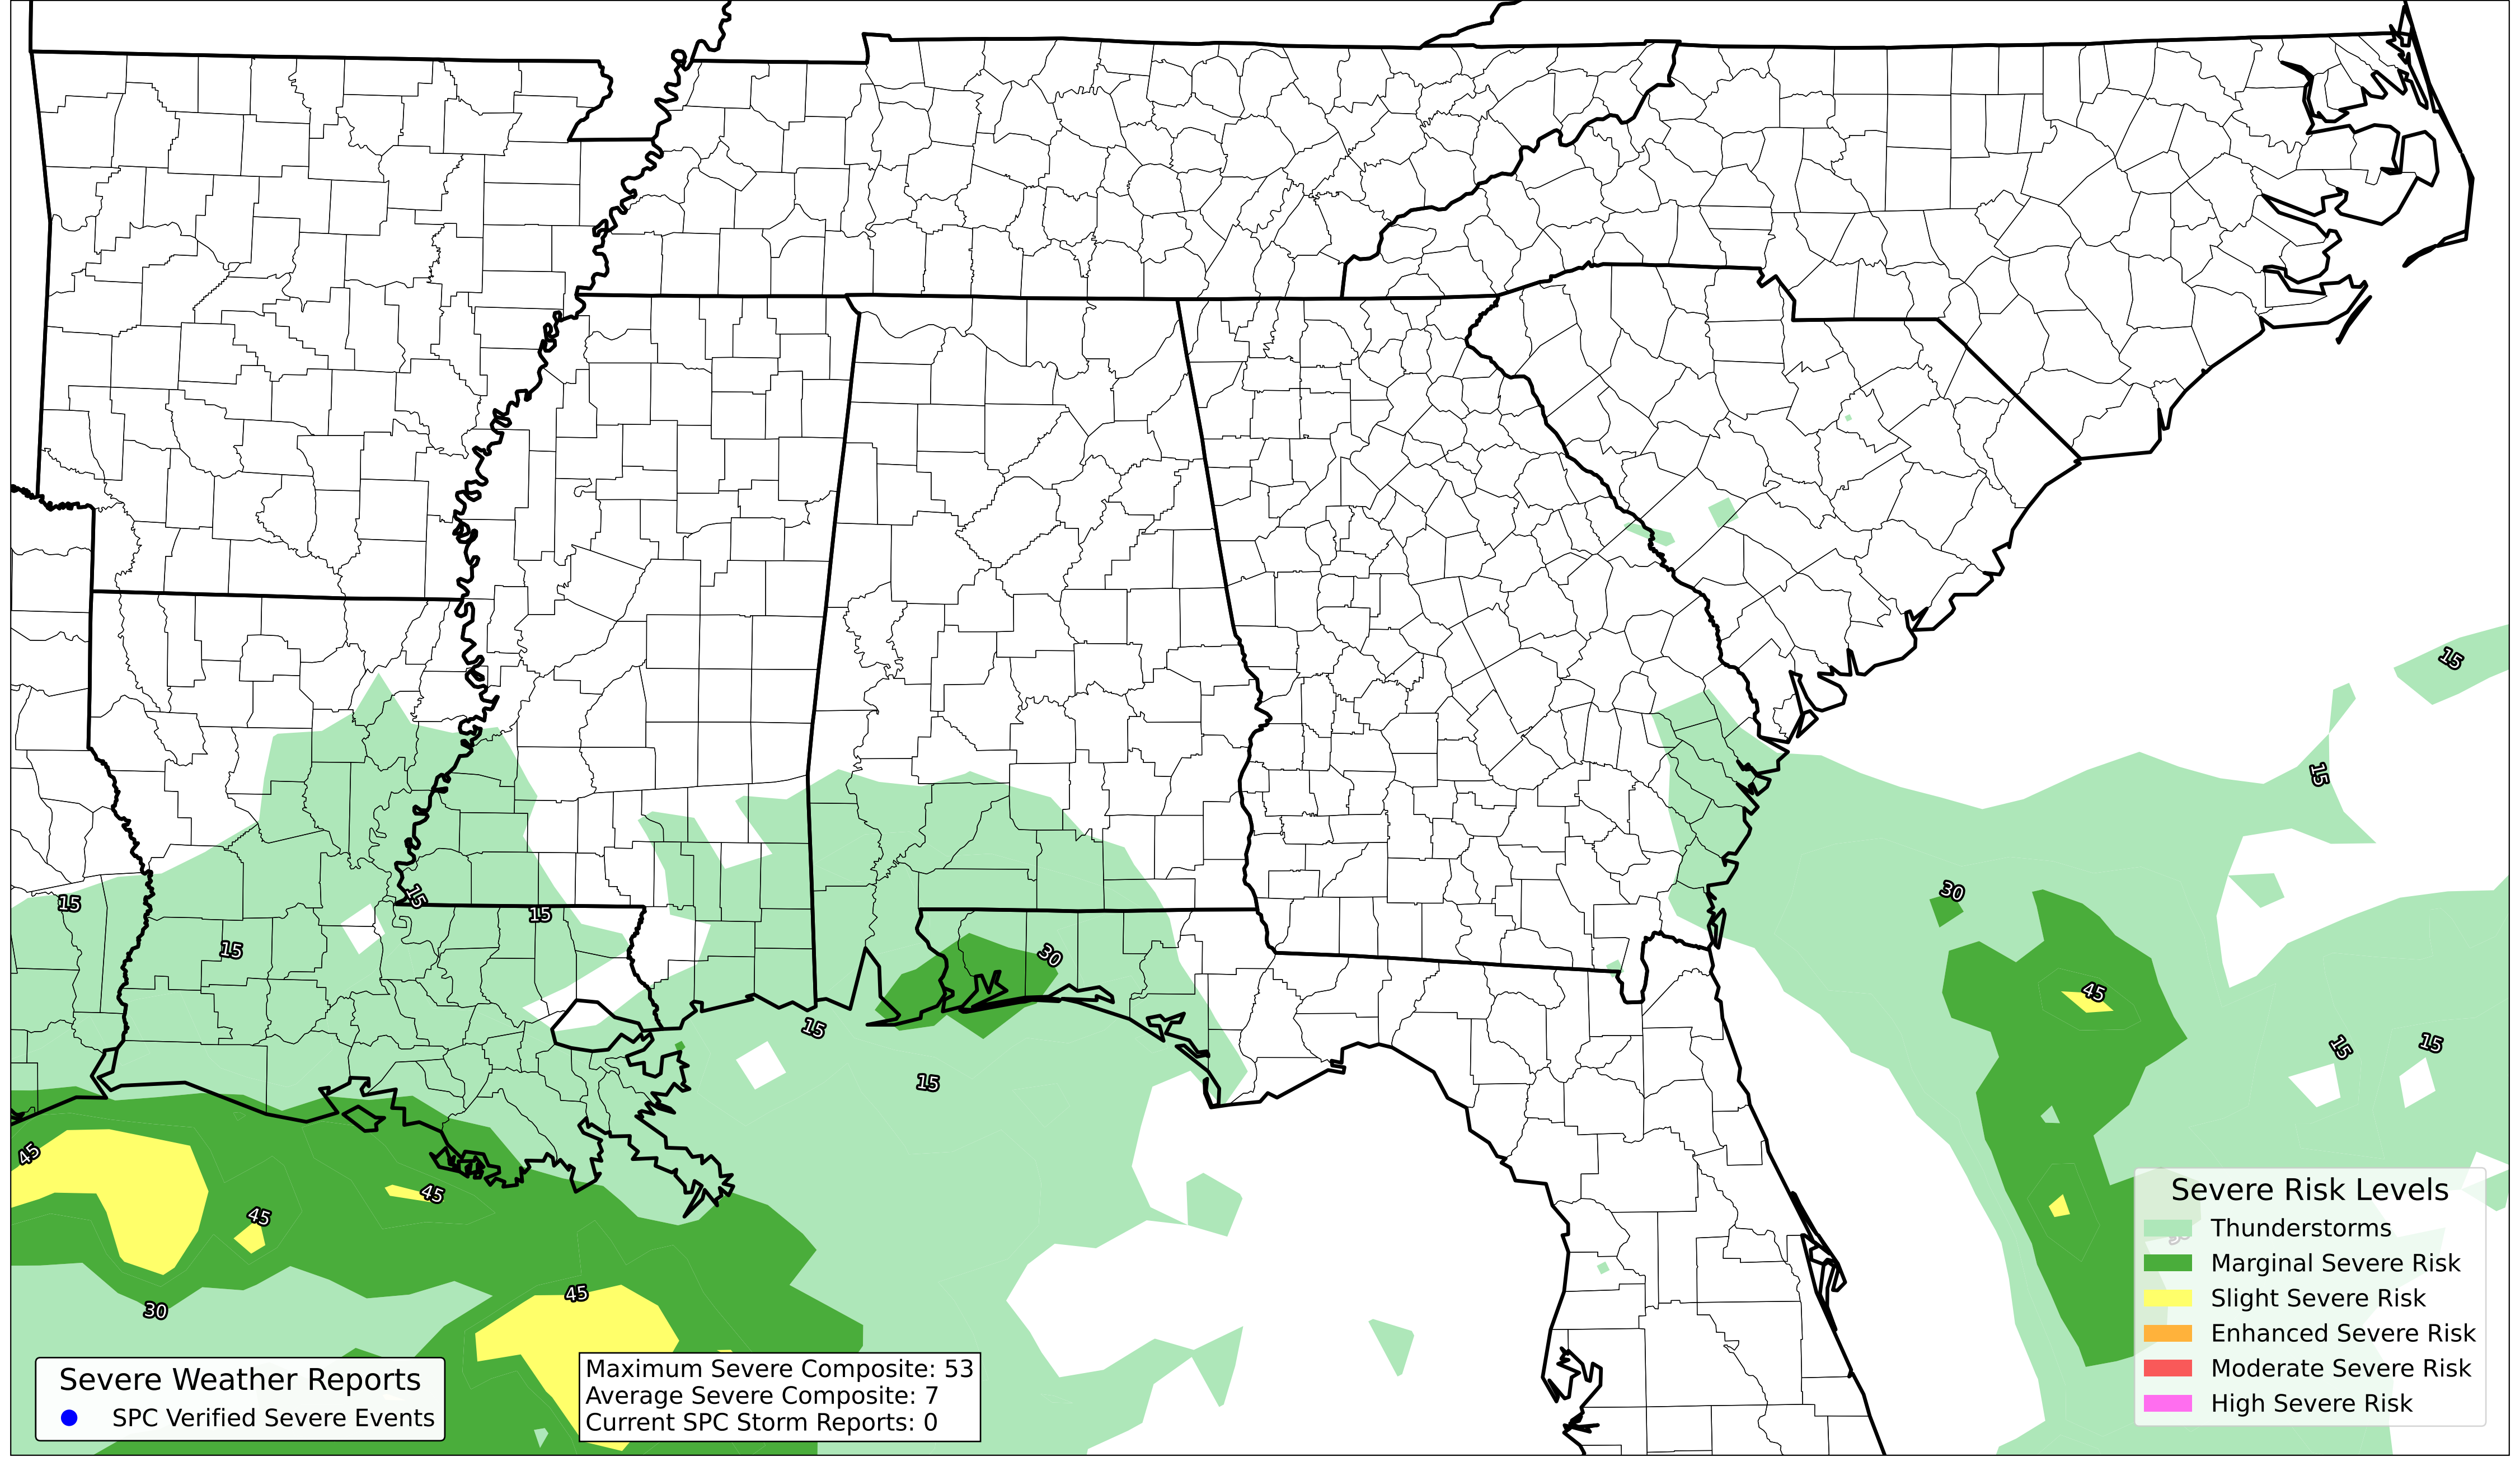 15
15
30
15
15
15
15
30
45
15
15
15
15
45
45
45
45
30
Severe Risk Levels
Thunderstorms
Marginal Severe Risk
Slight Severe Risk
Enhanced Severe Risk
Moderate Severe Risk
High Severe Risk
Severe Weather Reports
SPC Verified Severe Events
Maximum Severe Composite: 53
Average Severe Composite: 7
Current SPC Storm Reports: 0